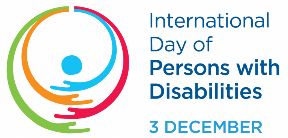 International
Day of
Persons with
Disabilities
3 DECEMBER